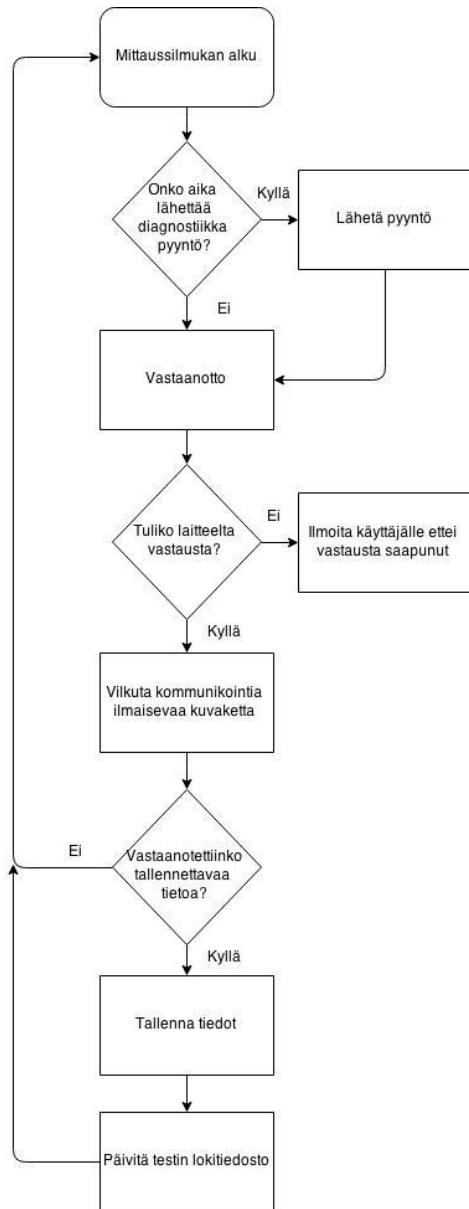 Mittaussilmukan alku
Onko aika
lähettää
diagnostiikka
pyyntö?
Kyllä
Lähetä pyyntö
Ei
Vastaanotto
Tuliko laitteelta
vastausta?
Ei
Ilmoita käyttäjälle ettei
vastausta saapunut
Kyllä
Vilkuta kommunikointia
ilmaisevaa kuvaketta
Ei
Vastaanotettiinko
tallennettavaa
tietoa?
Kyllä
Tallenna tiedot
Päivitä testin lokitiedosto